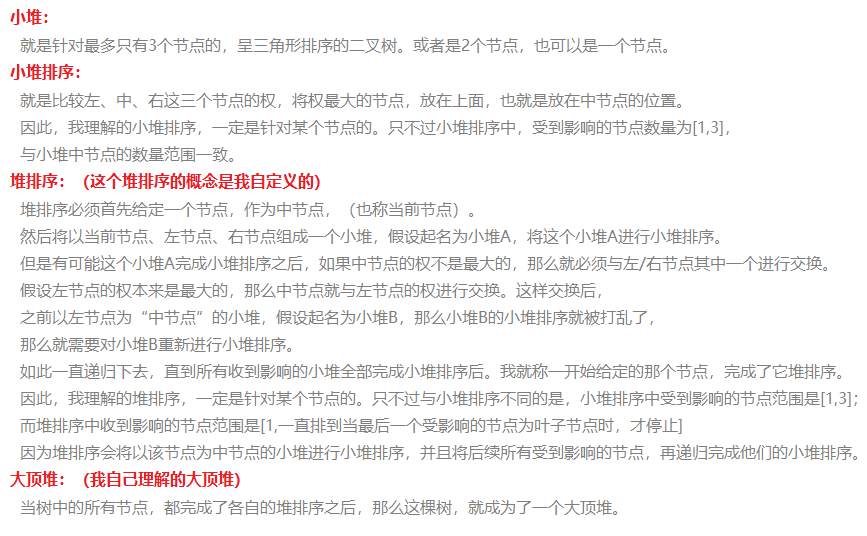 小堆：
就是针对最多只有3个节点的，呈三角形排序的二叉树。或者是2个节点，也可以是一个节点。
小堆排序：
就是比较左、中、右这三个节点的权，将权最大的节点，放在上面，也就是放在中节点的位置。
因此，我理解的小堆排序，一定是针对某个节点的。只不过小堆排序中，受到影响的节点数量为[1,3]，
与小堆中节点的数量范围一致。
堆排序：（这个堆排序的概念是我自定义的）
堆排序必须首先给定一个节点，作为中节点，（也称当前节点）。
然后将以当前节点、左节点、右节点组成一个小堆，假设起名为小堆A，将这个小堆A进行小堆排序。
但是有可能这个小堆A完成小堆排序之后，如果中节点的权不是最大的，那么就必须与左/右节点其中一个进行交换。
假设左节点的权本来是最大的，那么中节点就与左节点的权进行交换。这样交换后，
之前以左节点为“中节点”的小堆，假设起名为小堆B，那么小堆B的小堆排序就被打乱了，
那么就需要对小堆B重新进行小堆排序。
如此一直递归下去，直到所有收到影响的小堆全部完成小堆排序后。我就称一开始给定的那个节点，完成了它堆排序。
因此，我理解的堆排序，一定是针对某个节点的。只不过与小堆排序不同的是，小堆排序中受到影响的节点范围是[1,3]；
而堆排序中收到影响的节点范围是[1,一直排到当最后一个受影响的节点为叶子节点时，才停止]
因为堆排序会将以该节点为中节点的小堆进行小堆排序，并且将后续所有受到影响的节点，再递归完成他们的小堆排序。
大顶堆：（我自己理解的大顶堆）
当树中的所有节点，都完成了各自的堆排序之后，那么这棵树，就成为了一个大顶堆。